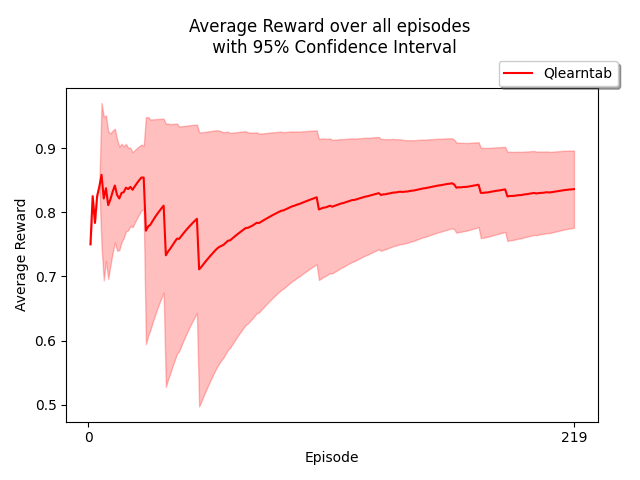 Average Reward over all episodes
with 95% Confidence Interval
Qlearntab
Average Reward
0.9
0.8
0.7
0.6
0.5
0
219
Episode